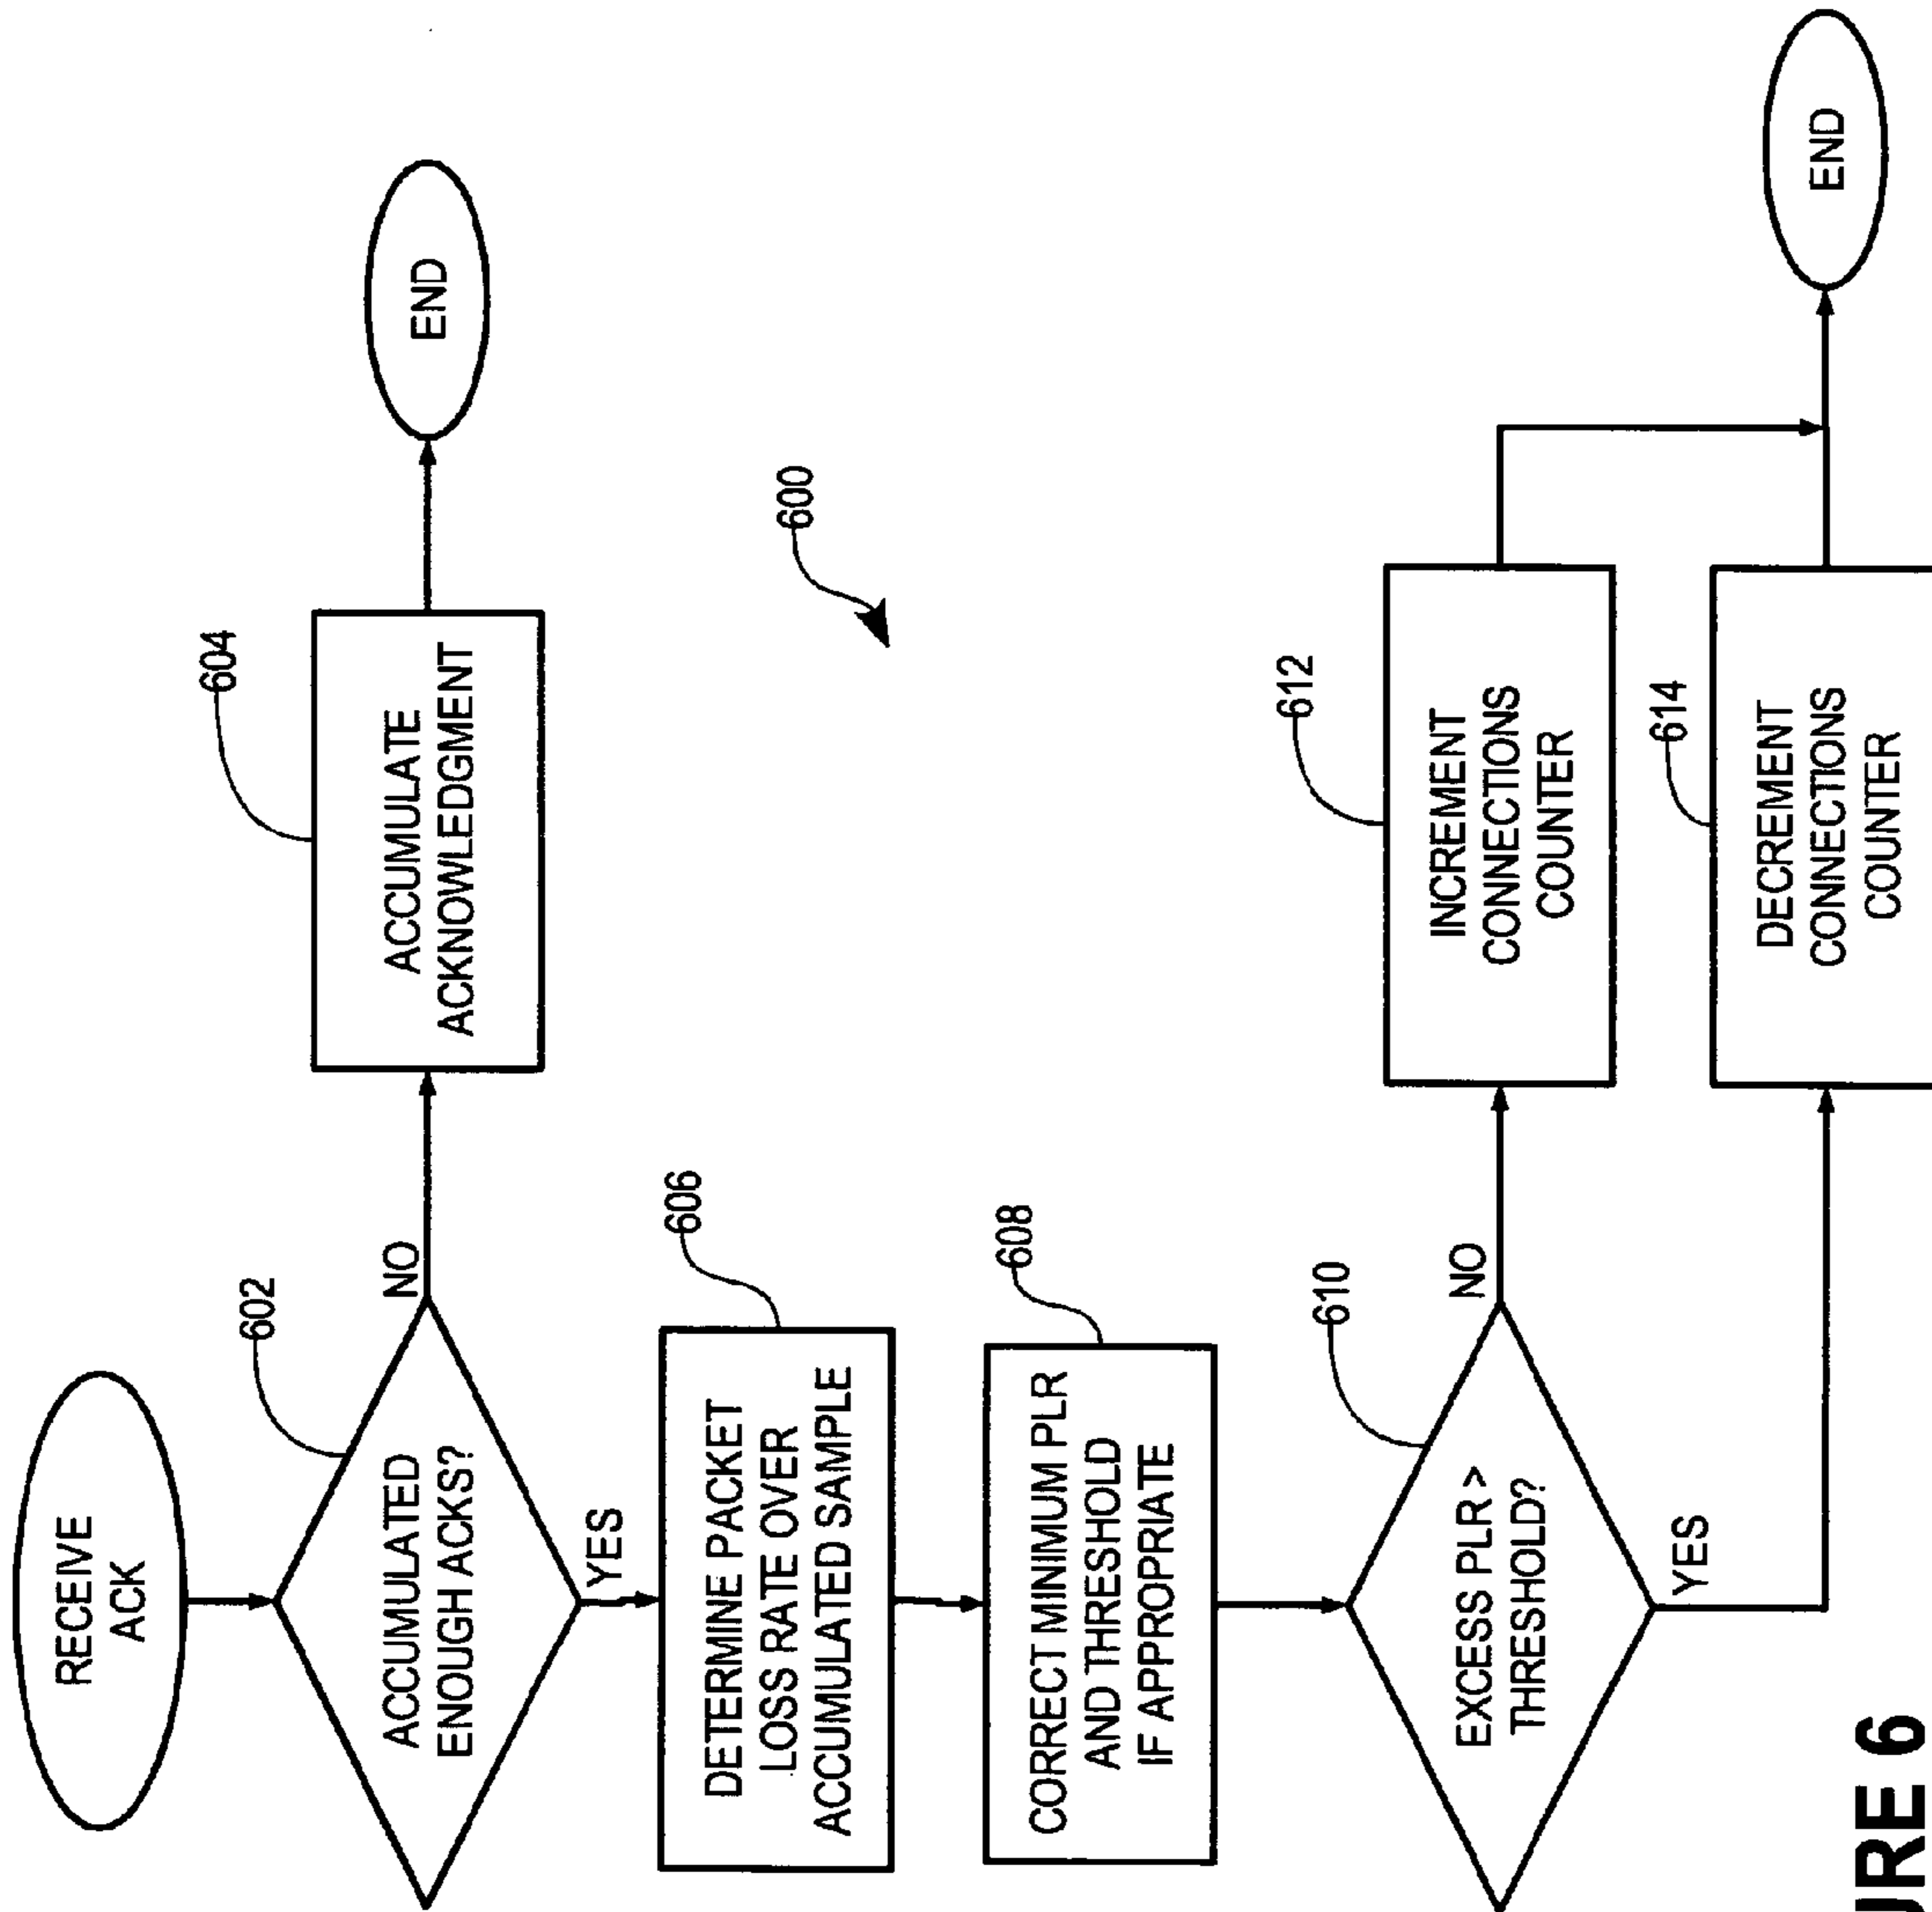 RECEIVE
ACK
602
ACCUMULATED
ENOUGH ACKS?
NO
YES
604
ACCUMULATE
ACKNOWLEDGMENT
END
606
DETERMINE PACKET
LOSS RATE OVER
ACCUMULATED SAMPLE
600
608
CORRECT MINIMUM PLR
AND THRESHOLD
IF APPROPRIATE
610
EXCESS PLR >
THRESHOLD?
NO
YES
612
INCREMENT
CONNECTIONS
COUNTER
614
DECREMENT
CONNECTIONS
COUNTER
END
URE 6